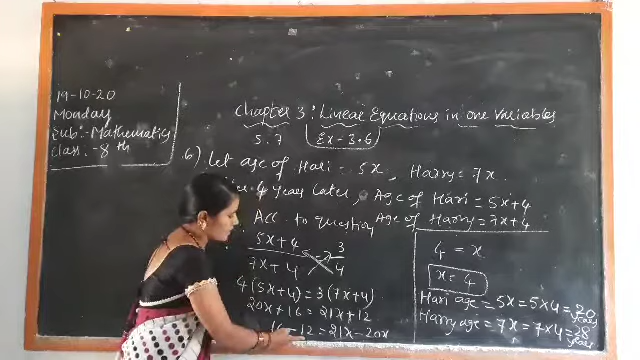 19-10-20
Monday
Sub:- Mathematics
Class:- 8th
Chapter 3: Linear Equations in one Variables
5.7 Ex-3.6
6) Let age of Hari = 5x, Harry = 7x.
4 years later, Age of Hari = 5x+4
Age of Harry = 7x+4
Acc to question
5x+4 / 7x+4 = 3/4
4(5x+4) = 3(7x+4)
20x+16 = 21x+12
16-12 = 21x-20x
4 = x
x = 4
Hari age = 5x = 5x4 = 20 years
Harry age = 7x = 7x4 = 28 years